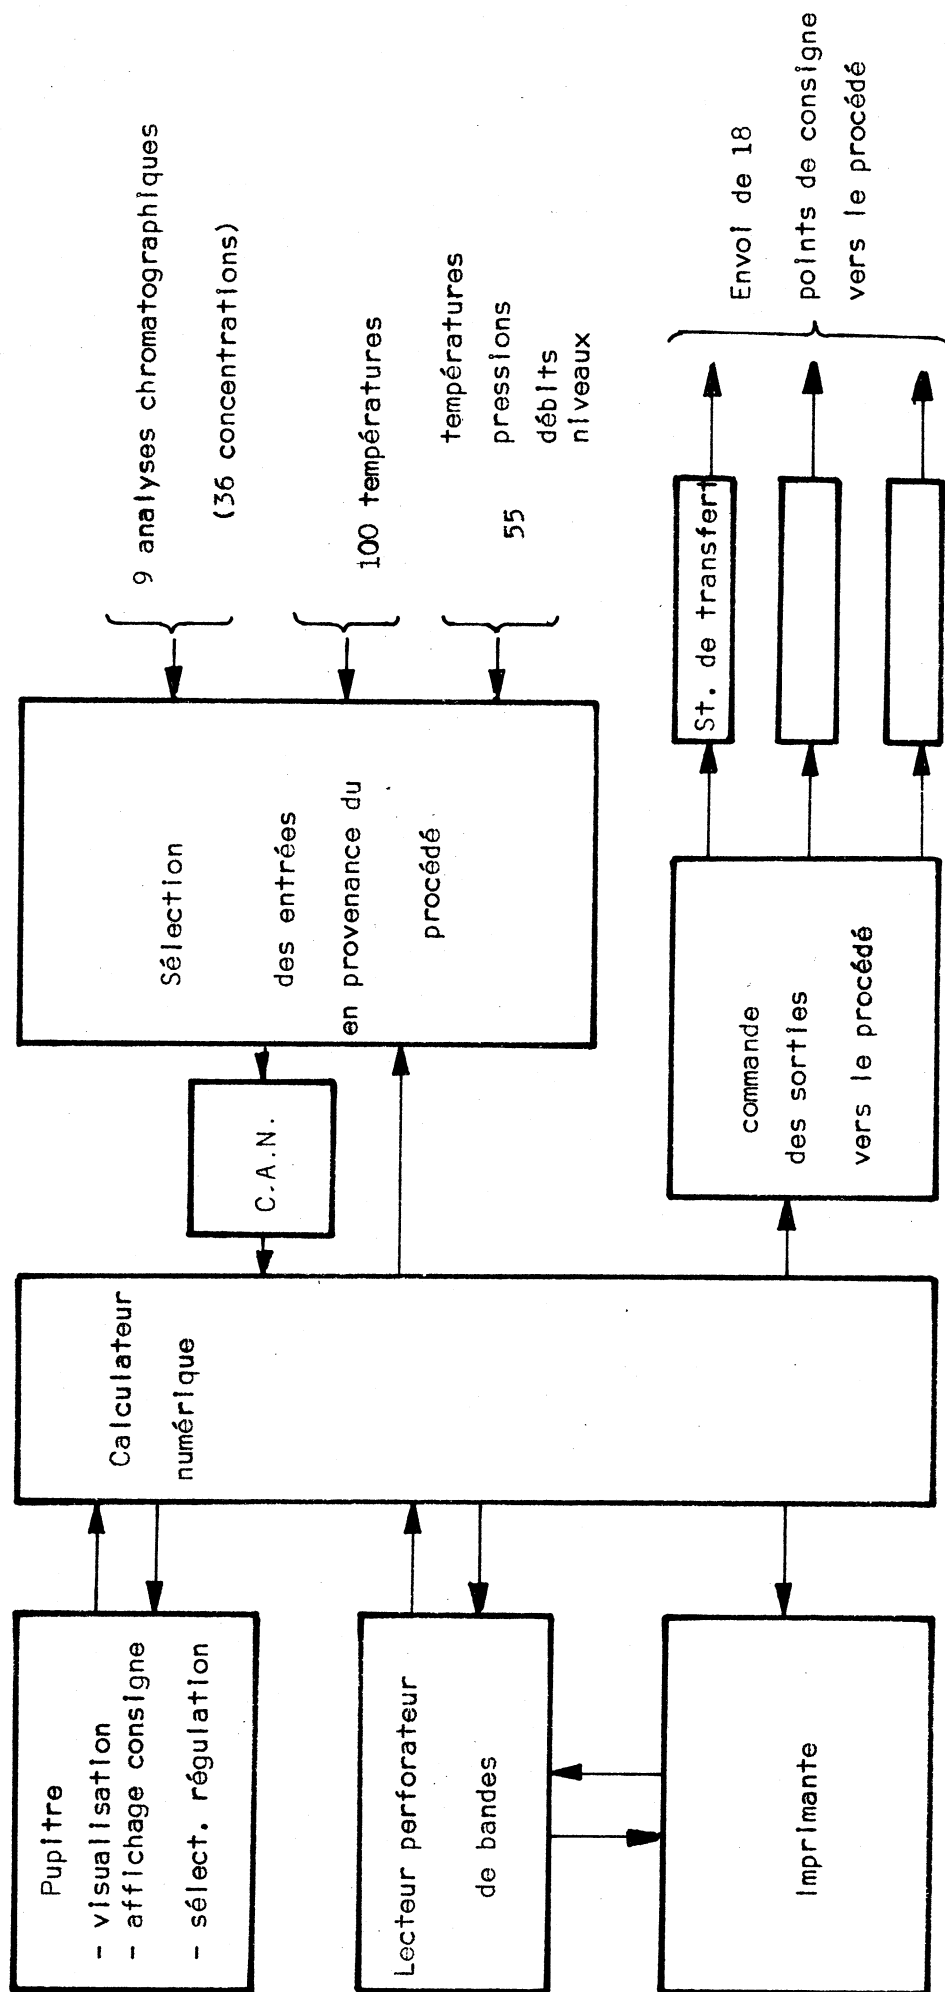 Pupitre
- visualisation
- affichage consigne
- sélect. régulation
Lecteur perforateur
de bandes
Imprimante
Calculateur
numérique
C.A.N.
Sélection
des entrées
en provenance du
procédé
9 analyses chromatographiques
(36 concentrations)
100 températures
55
températures
pressions
débits
niveaux
commande
des sorties
vers le procédé
St. de transfert
Envoi de 18
points de consigne
vers le procédé